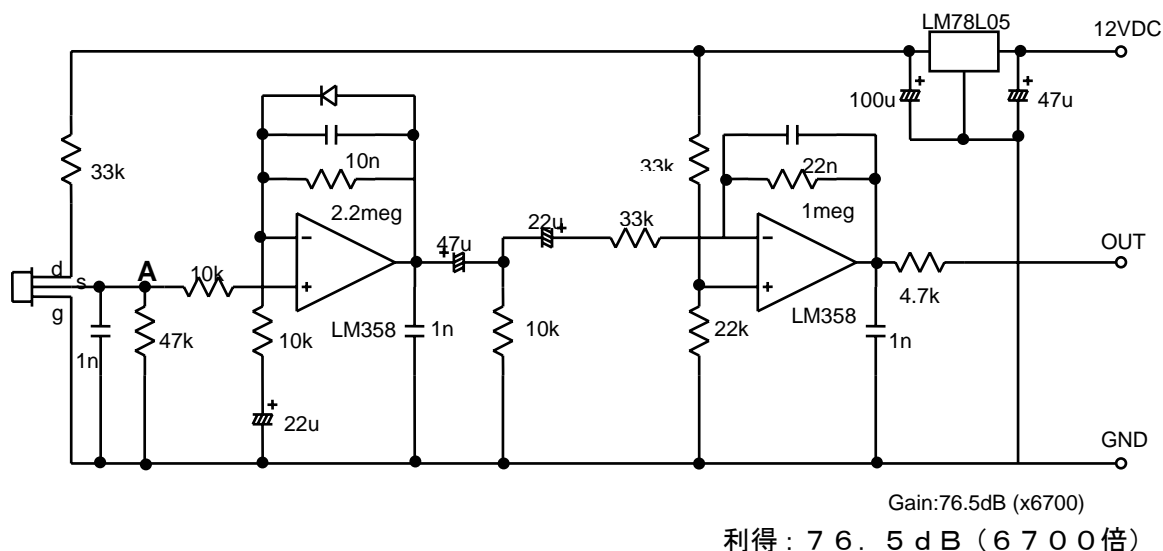 LM78L05
12VDC
100u
47u
33k
10n
2.2meg
33k
22n
1meg
22u
33k
47u
OUT
d
s
g
A
10k
4.7k
LM358
LM358
1n
47k
10k
1n
10k
22k
1n
22u
GND
Gain:76.5dB (x6700)
利得：７６．５ｄＢ（６７００倍）